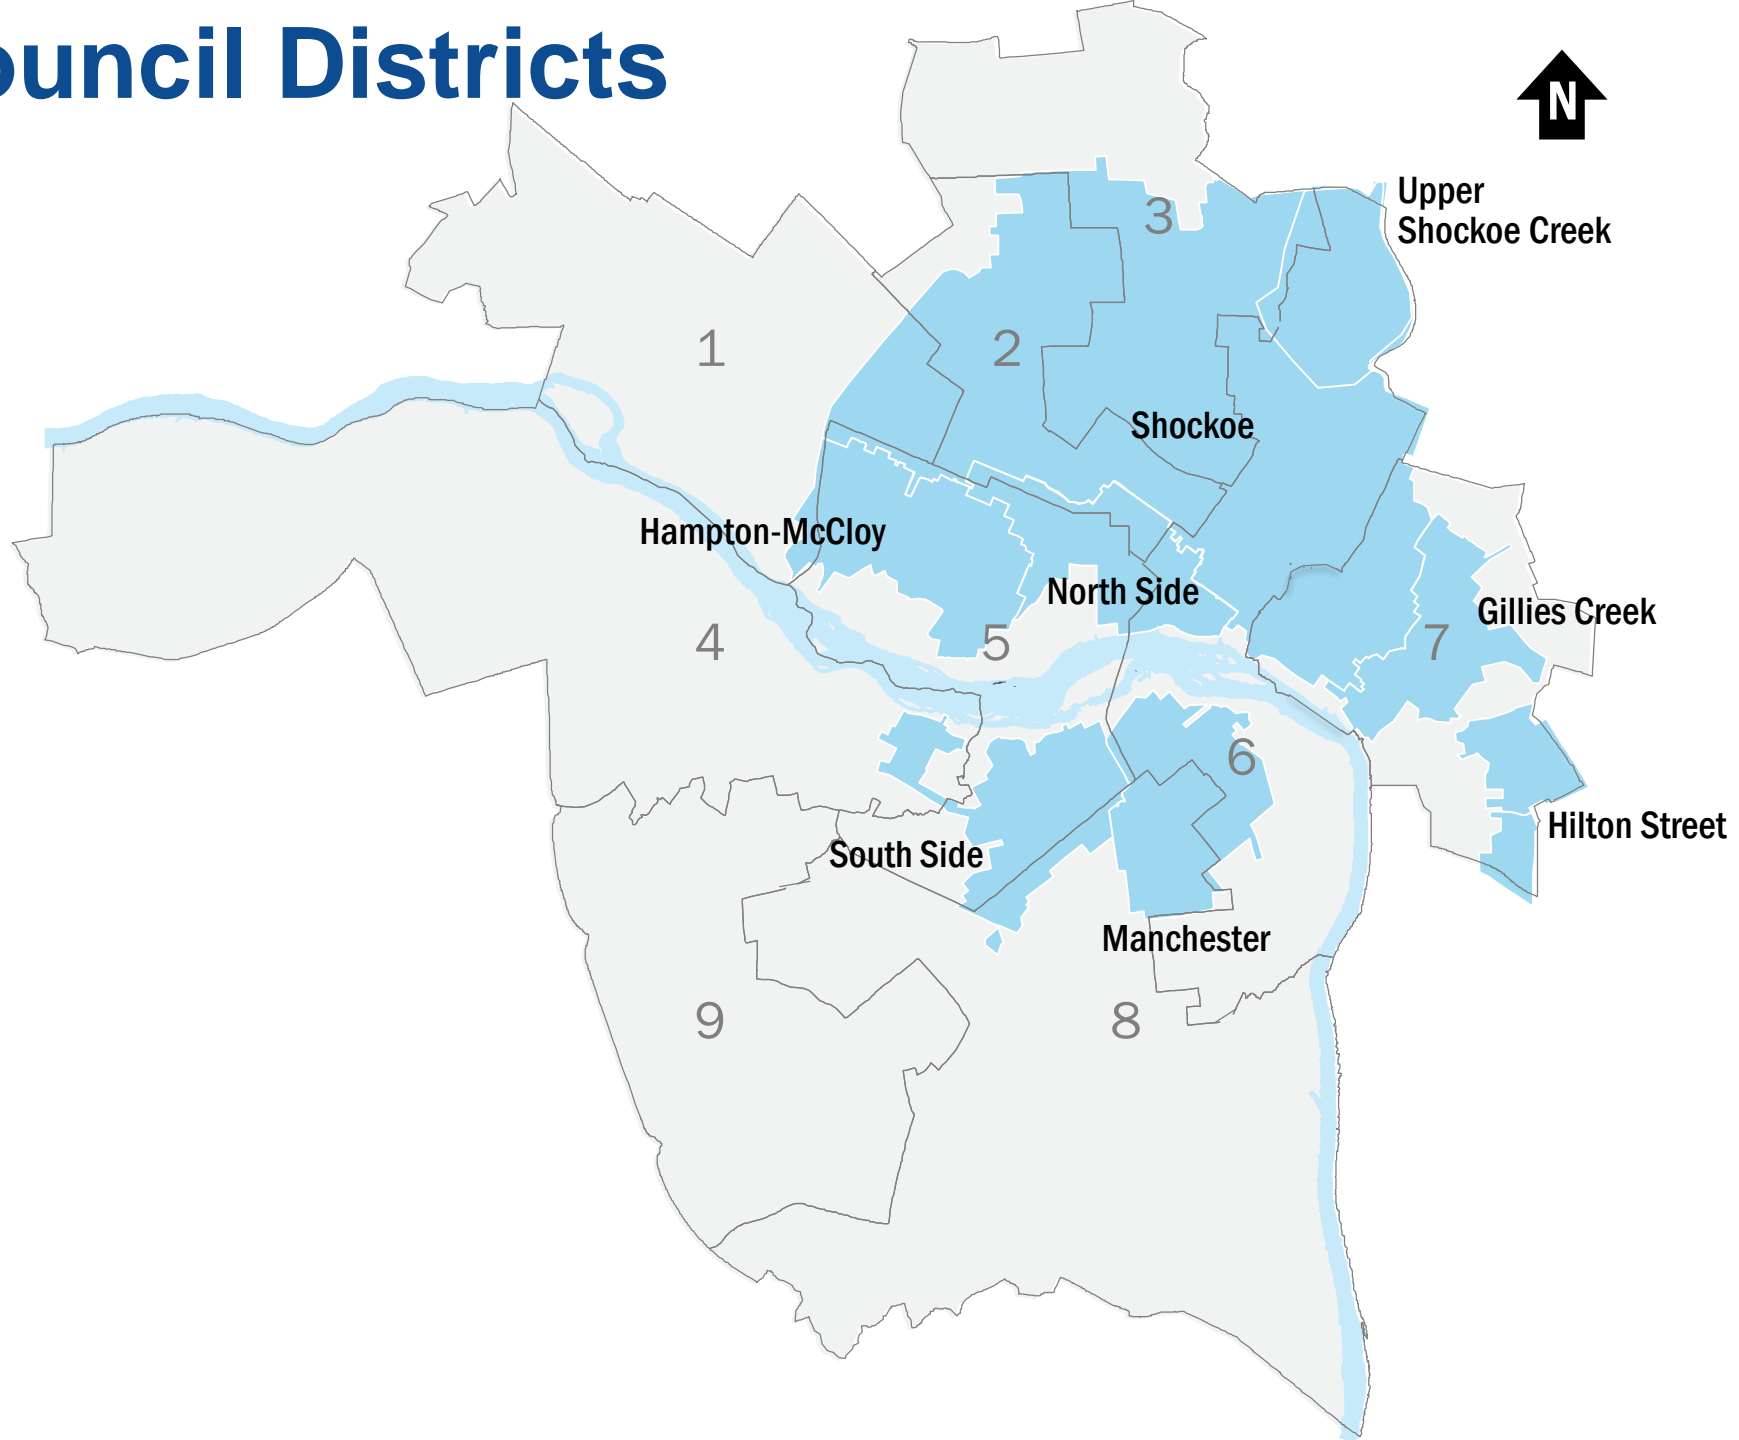 ouncil Districts
N
Upper
Shockoe Creek
3
1
2
Shockoe
Hampton-McCloy
North Side
Gillies Creek
4
5
7
6
Hilton Street
South Side
Manchester
9
8